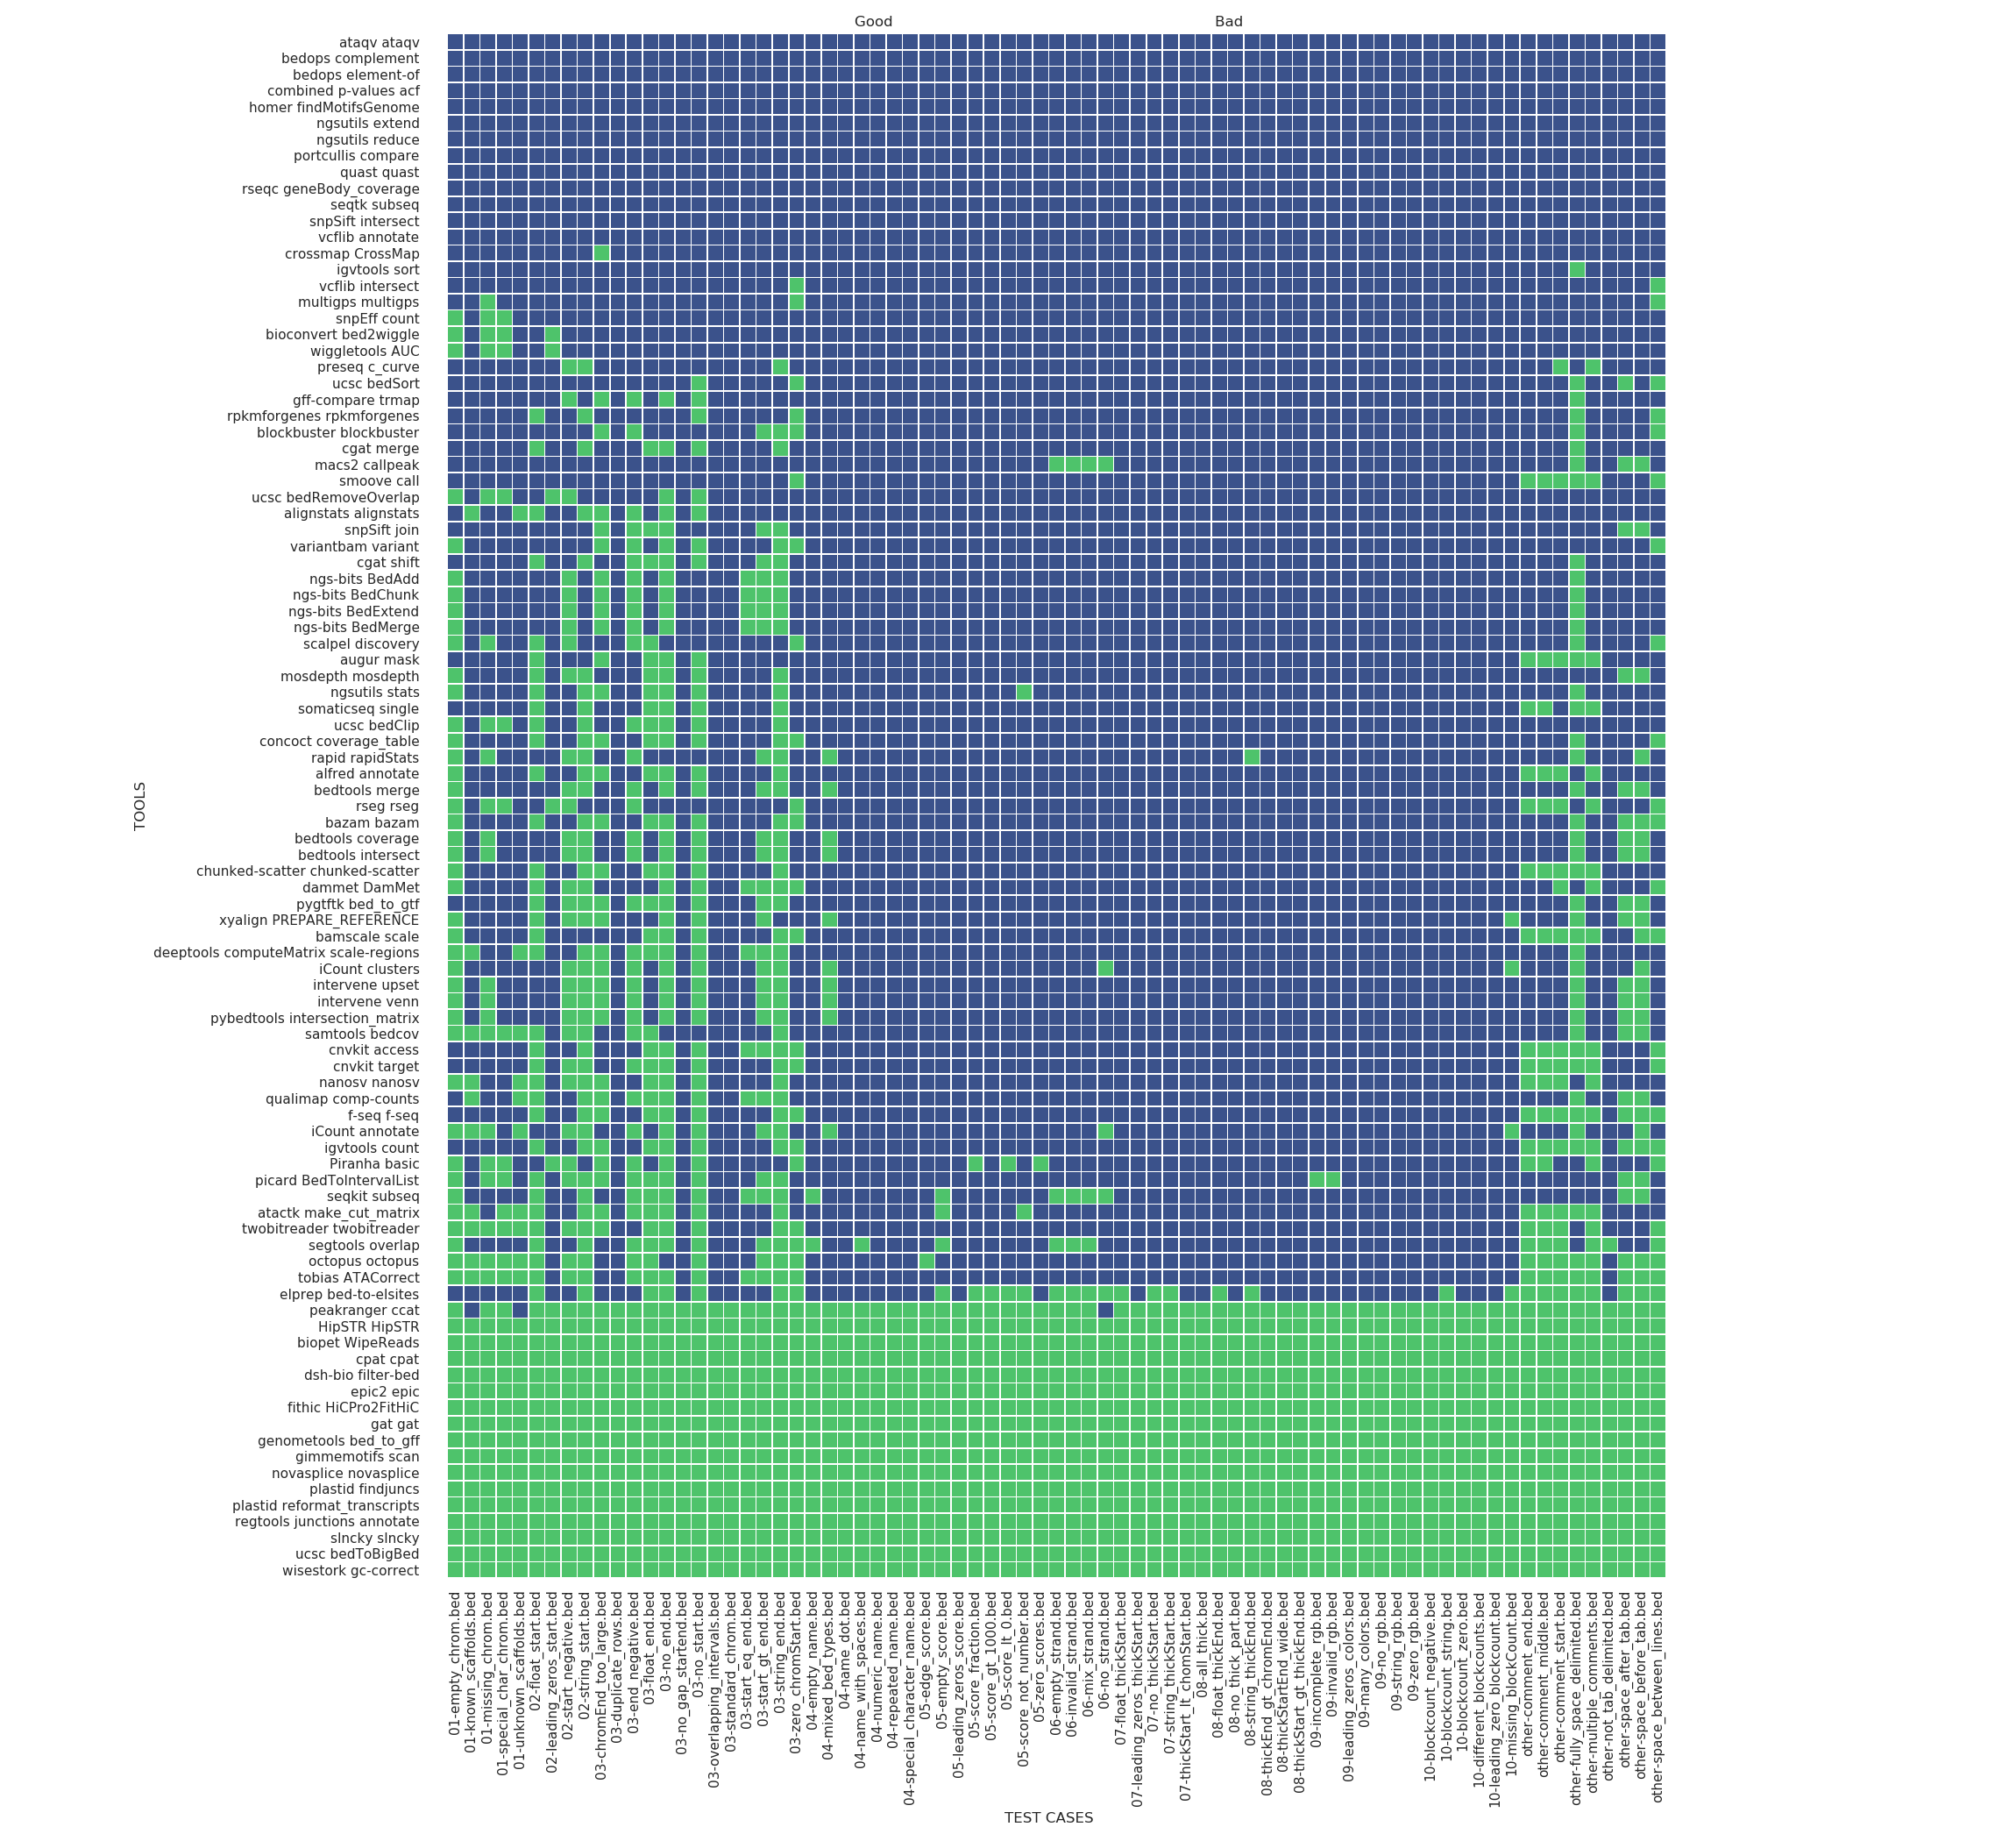 Good Bad
ataqv ataqv
bedops complement
bedops element-of
combined p-values acf
homer findMotifsGenome
ngsutils extend
ngsutils reduce
portcullis compare
quast quast
rseqc geneBody_coverage
seqtk subseq
snpSift intersect
vcflib annotate
crossmap CrossMap
igvtools sort
vcflib intersect
multigps multigps
snpEff count
bioconvert bed2wiggle
wiggletools AUC
preseq c_curve
ucsc bedSort
gff-compare trmap
rpkmforgenes rpkmforgenes
blockbuster blockbuster
cgat merge
macs2 callpeak
smoove call
ucsc bedRemoveOverlap
alignstats alignstats
snpSift join
variantbam variant
cgat shift
ngs-bits BedAdd
ngs-bits BedChunk
ngs-bits BedExtend
ngs-bits BedMerge
scalpel discovery
augur mask
mosdepth mosdepth
ngsutils stats
somaticseq single
ucsc bedClip
concoct coverage_table
rapid rapidStats
alfred annotate
bedtools merge
rseg rseg
bazam bazam
bedtools coverage
bedtools intersect
chunked-scatter chunked-scatter
dammet DamMet
pygtftk bed_to_gtf
xyalign PREPARE_REFERENCE
bamscale scale
deeptools computeMatrix scale-regions
iCount clusters
intervene upset
intervene venn
pybedtools intersection_matrix
samtools bedcov
cnvkit access
cnvkit target
nanosv nanosv
qualimap comp-counts
f-seq f-seq
iCount annotate
igvtools count
Piranha basic
picard BedToIntervalList
seqkit subseq
atactk make_cut_matrix
twobitreader twobitreader
segtools overlap
octopus octopus
tobias ATACorrect
elprep bed-to-elsites
peakranger ccat
HipSTR HipSTR
biopet WipeReads
cpat cpat
dsh-bio filter-bed
epic2 epic
fithic HiCPro2FitHiC
gat gat
genometools bed_to_gff
gimmemotifs scan
novasplice novasplice
plastid findjuncs
plastid reformat_transcripts
regtools junctions annotate
slncky slncky
ucsc bedToBigBed
wisestork gc-correct
TOOLS
01-empty_chrom.bed
01-known_scaffolds.bed
01-missing_chrom.bed
01-special_char_chrom.bed
01-unknown_scaffolds.bed
02-float_start.bed
02-leading_zeros_start.bed
02-start_negative.bed
02-string_start.bed
03-chromEnd_too_large.bed
03-duplicate_rows.bed
03-end_negative.bed
03-float_end.bed
03-no_end.bed
03-no_gap_startend.bed
03-no_start.bed
03-overlapping_intervals.bed
03-standard_chrom.bed
03-start_eq_end.bed
03-start_gt_end.bed
03-string_end.bed
03-zero_chromStart.bed
04-empty_name.bed
04-mixed_bed_types.bed
04-name_dot.bed
04-name_with_spaces.bed
04-numeric_name.bed
04-repeated_name.bed
04-special_character_name.bed
05-edge_score.bed
05-empty_score.bed
05-leading_zeros_score.bed
05-score_fraction.bed
05-score_gt_1000.bed
05-score_lt_0.bed
05-score_not_number.bed
05-zero_scores.bed
06-empty_strand.bed
06-invalid_strand.bed
06-mix_strand.bed
06-no_strand.bed
07-float_thickStart.bed
07-leading_zeros_thickStart.bed
07-no_thickStart.bed
07-string_thickStart.bed
07-thickStart_lt_chomStart.bed
08-all_thick.bed
08-float_thickEnd.bed
08-no_thick_part.bed
08-string_thickEnd.bed
08-thickEnd_gt_chromEnd.bed
08-thickStartEnd_wide.bed
08-thickStart_gt_thickEnd.bed
09-incomplete_rgb.bed
09-invalid_rgb.bed
09-leading_zeros_colors.bed
09-many_colors.bed
09-no_rgb.bed
09-string_rgb.bed
09-zero_rgb.bed
10-blockcount_negative.bed
10-blockcount_string.bed
10-blockcount_zero.bed
10-different_blockcounts.bed
10-leading_zero_blockcount.bed
10-missing_blockCount.bed
other-comment_end.bed
other-comment_middle.bed
other-comment_start.bed
other-fully_space_delimited.bed
other-multiple_comments.bed
other-not_tab_delimited.bed
other-space_after_tab.bed
other-space_before_tab.bed
other-space_between_lines.bed
TEST CASES